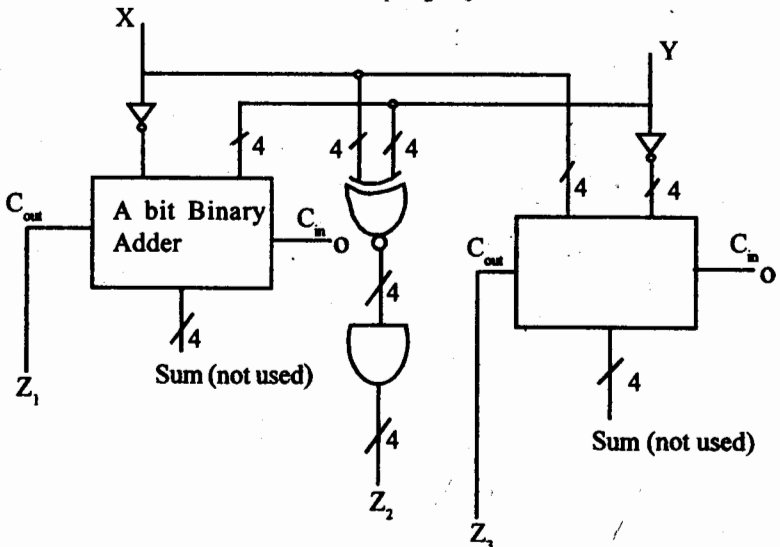 X
Y
4
4
4
4
4
C_out
A bit Binary
Adder
C_in
o
C_out
C_in
o
4
4
Sum (not used)
4
Sum (not used)
4
Z_1
Z_2
Z_3